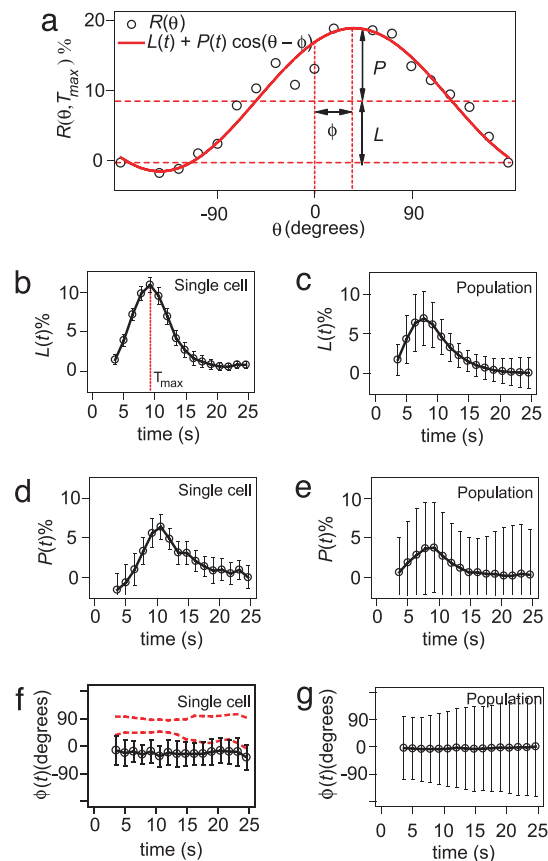 a
R(θ)
L(t) + P(t) cos(θ – ϕ)
R(θ,T_max) %
20
10
0
P
L
ϕ
-90
0
90
θ (degrees)
b
Single cell
L(t)%
10
5
0
T_max
0 5 10 15 20 25
time (s)
c
Population
L(t)%
10
5
0
0 5 10 15 20 25
time (s)
d
Single cell
P(t)%
10
5
0
0 5 10 15 20 25
time (s)
e
Population
P(t)%
10
5
0
0 5 10 15 20 25
time (s)
f
Single cell
ϕ(t)(degrees)
90
0
-90
0 5 10 15 20 25
time (s)
g
Population
ϕ(t)(degrees)
90
0
-90
0 5 10 15 20 25
time (s)